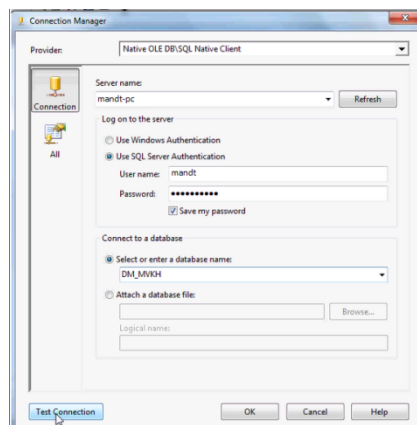 Connection Manager
Provider: Native OLE DB\SQL Native Client
Connection
All
Server name:
mandt-pc Refresh
Log on to the server
Use Windows Authentication
Use SQL Server Authentication
User name: mandt
Password: ••••••••••
Save my password
Connect to a database
Select or enter a database name:
DM_MVKH
Attach a database file:
Browse...
Logical name:
Test Connection OK Cancel Help